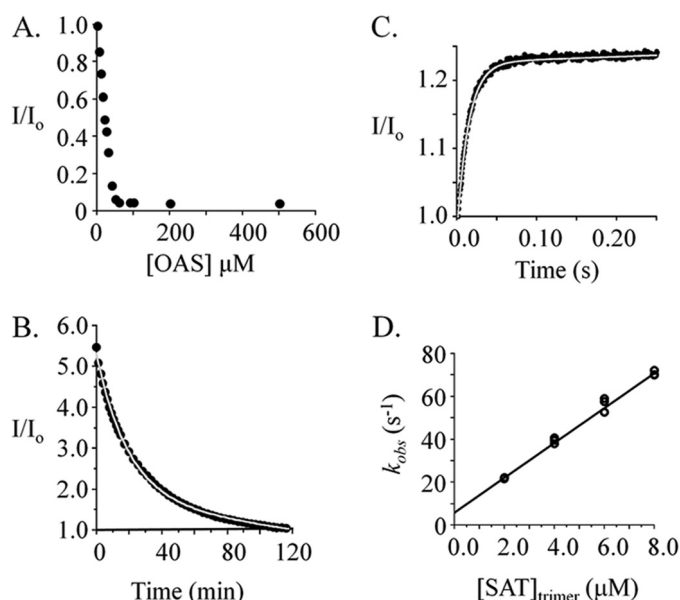 A.
1.0
0.8
0.6
0.4
0.2
0
I/Io
0 200 400 600
[OAS] μM
B.
6.0
5.0
4.0
3.0
2.0
1.0
I/Io
0 40 80 120
Time (min)
C.
1.2
1.1
1.0
I/Io
0.0 0.10 0.20
Time (s)
D.
80
60
40
20
0
kobs (s-1)
0.0 2.0 4.0 6.0 8.0
[SAT]trimer (μM)